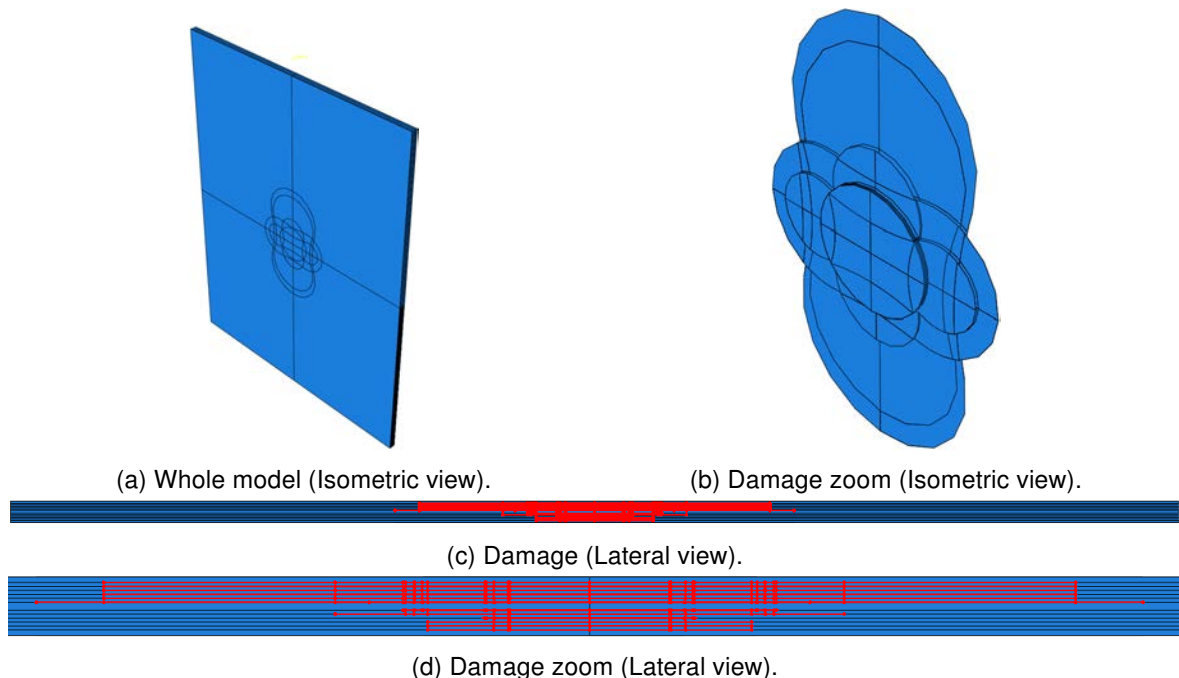 (a) Whole model (Isometric view).
(b) Damage zoom (Isometric view).
(c) Damage (Lateral view).
(d) Damage zoom (Lateral view).